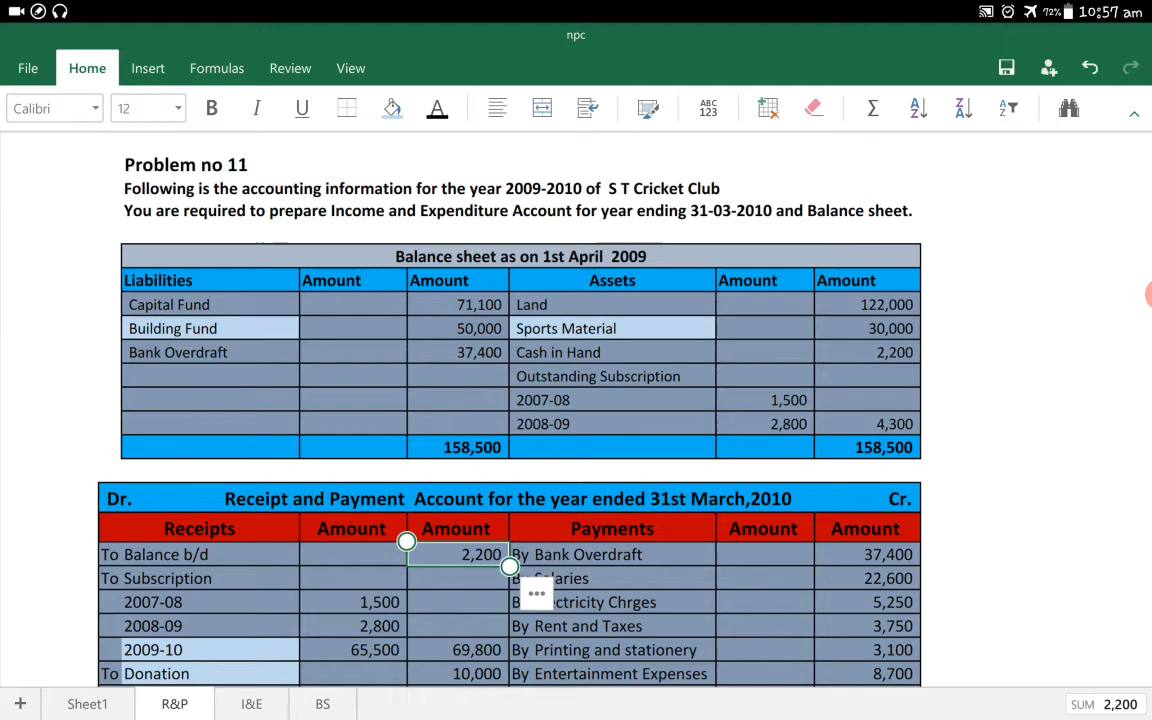 72% 10:57 am
npc
File Home Insert Formulas Review View
Calibri 12 B I U A ABC 123 Σ A Z Z A A Z
Problem no 11
Following is the accounting information for the year 2009-2010 of S T Cricket Club
You are required to prepare Income and Expenditure Account for year ending 31-03-2010 and Balance sheet.
Balance sheet as on 1st April 2009
Liabilities Amount Amount Assets Amount Amount
Capital Fund 71,100 Land 122,000
Building Fund 50,000 Sports Material 30,000
Bank Overdraft 37,400 Cash in Hand 2,200
Outstanding Subscription
2007-08 1,500
2008-09 2,800 4,300
158,500 158,500
Dr. Receipt and Payment Account for the year ended 31st March,2010 Cr.
Receipts Amount Amount Payments Amount Amount
To Balance b/d 2,200 By Bank Overdraft 37,400
To Subscription 22,600
2007-08 1,500 Chrges 5,250
2008-09 2,800 By Rent and Taxes 3,750
2009-10 65,500 69,800 By Printing and stationery 3,100
To Donation 10,000 By Entertainment Expenses 8,700
+ Sheet1 R&P I&E BS SUM 2,200